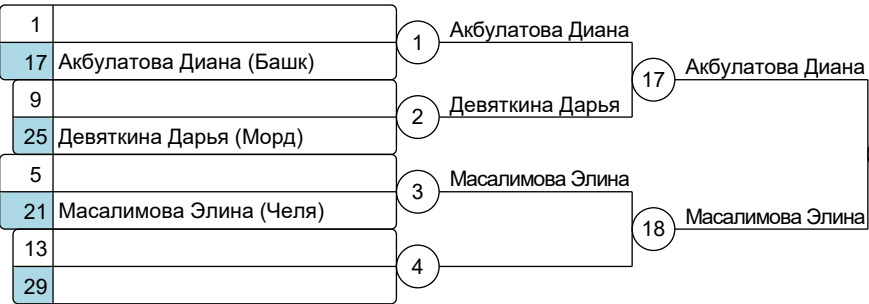 1
17 Акбулатова Диана (Башк)
1 Акбулатова Диана
9
25 Девяткина Дарья (Морд)
2 Девяткина Дарья
17 Акбулатова Диана
5
21 Масалимова Элина (Челя)
3 Масалимова Элина
13
29
4
18 Масалимова Элина